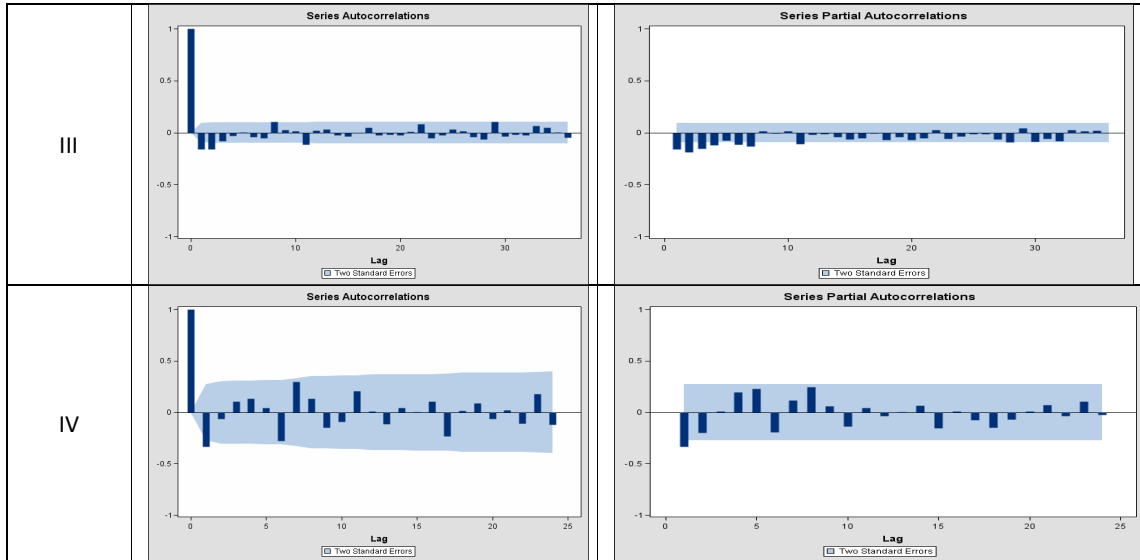 III
Series Autocorrelations
1
0.5
0
-0.5
-1
0 10 20 30
Lag
Two Standard Errors
Series Partial Autocorrelations
1
0.5
0
-0.5
-1
0 10 20 30
Lag
Two Standard Errors
IV
Series Autocorrelations
1
0.5
0
-0.5
-1
0 5 10 15 20 25
Lag
Two Standard Errors
Series Partial Autocorrelations
1
0.5
0
-0.5
-1
0 5 10 15 20 25
Lag
Two Standard Errors